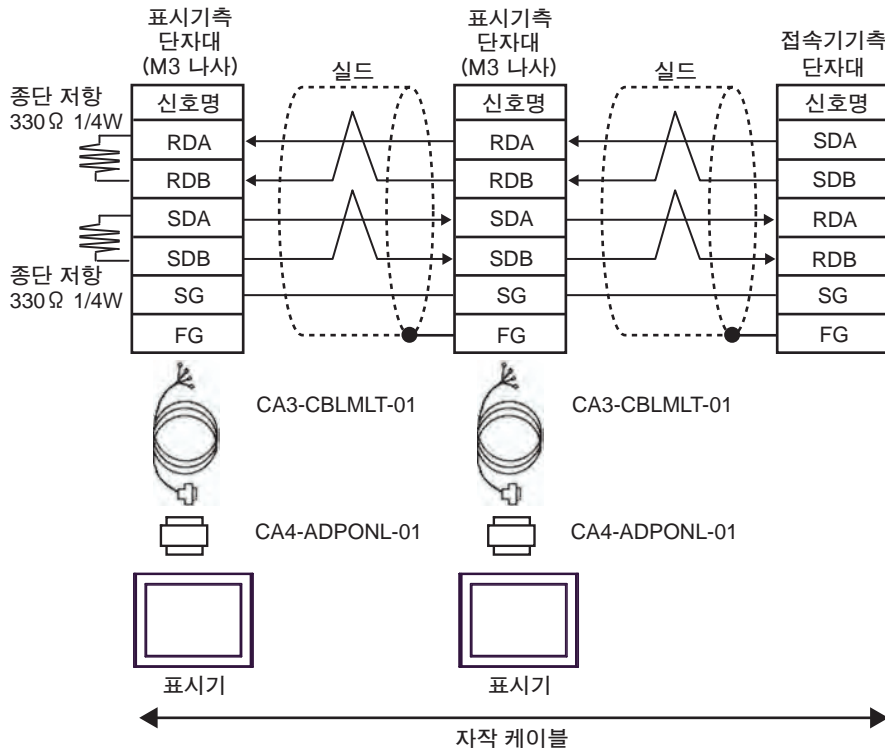 표시기측
단자대
(M3 나사)
표시기측
단자대
(M3 나사)
접속기기측
단자대
실드
실드
종단 저항
330Ω 1/4W
종단 저항
330Ω 1/4W
신호명
RDA
RDB
SDA
SDB
SG
FG
신호명
RDA
RDB
SDA
SDB
SG
FG
신호명
SDA
SDB
RDA
RDB
SG
FG
CA3-CBLMLT-01
CA3-CBLMLT-01
CA4-ADPONL-01
CA4-ADPONL-01
표시기
표시기
자작 케이블